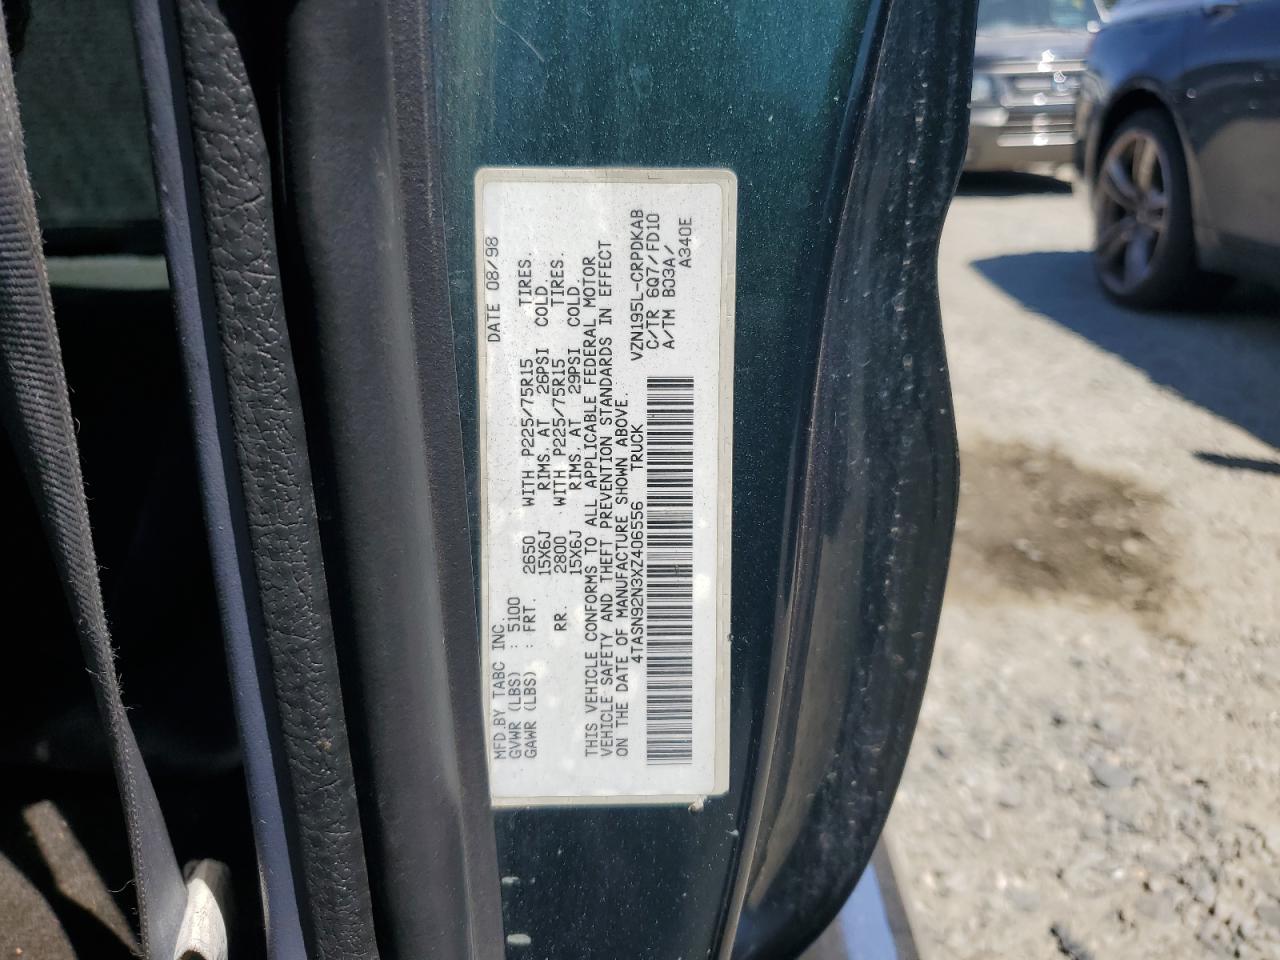 MFD.BY TABC INC. DATE 08/98
GVWR (LBS) : 5100
GAWR (LBS) : FRT. 2650 WITH P225/75R15 TIRES.
15X6J RIMS. AT 26PSI COLD.
RR. 2800 WITH P225/75R15 TIRES.
15X6J RIMS. AT 29PSI COLD.
THIS VEHICLE CONFORMS TO ALL APPLICABLE FEDERAL MOTOR
VEHICLE SAFETY AND THEFT PREVENTION STANDARDS IN EFFECT
ON THE DATE OF MANUFACTURE SHOWN ABOVE.
4TASN92N3XZ406556 TRUCK
VZN195L-CRPDKAB
C/TR 6Q7/FD10
A/TM B03A/
A340E